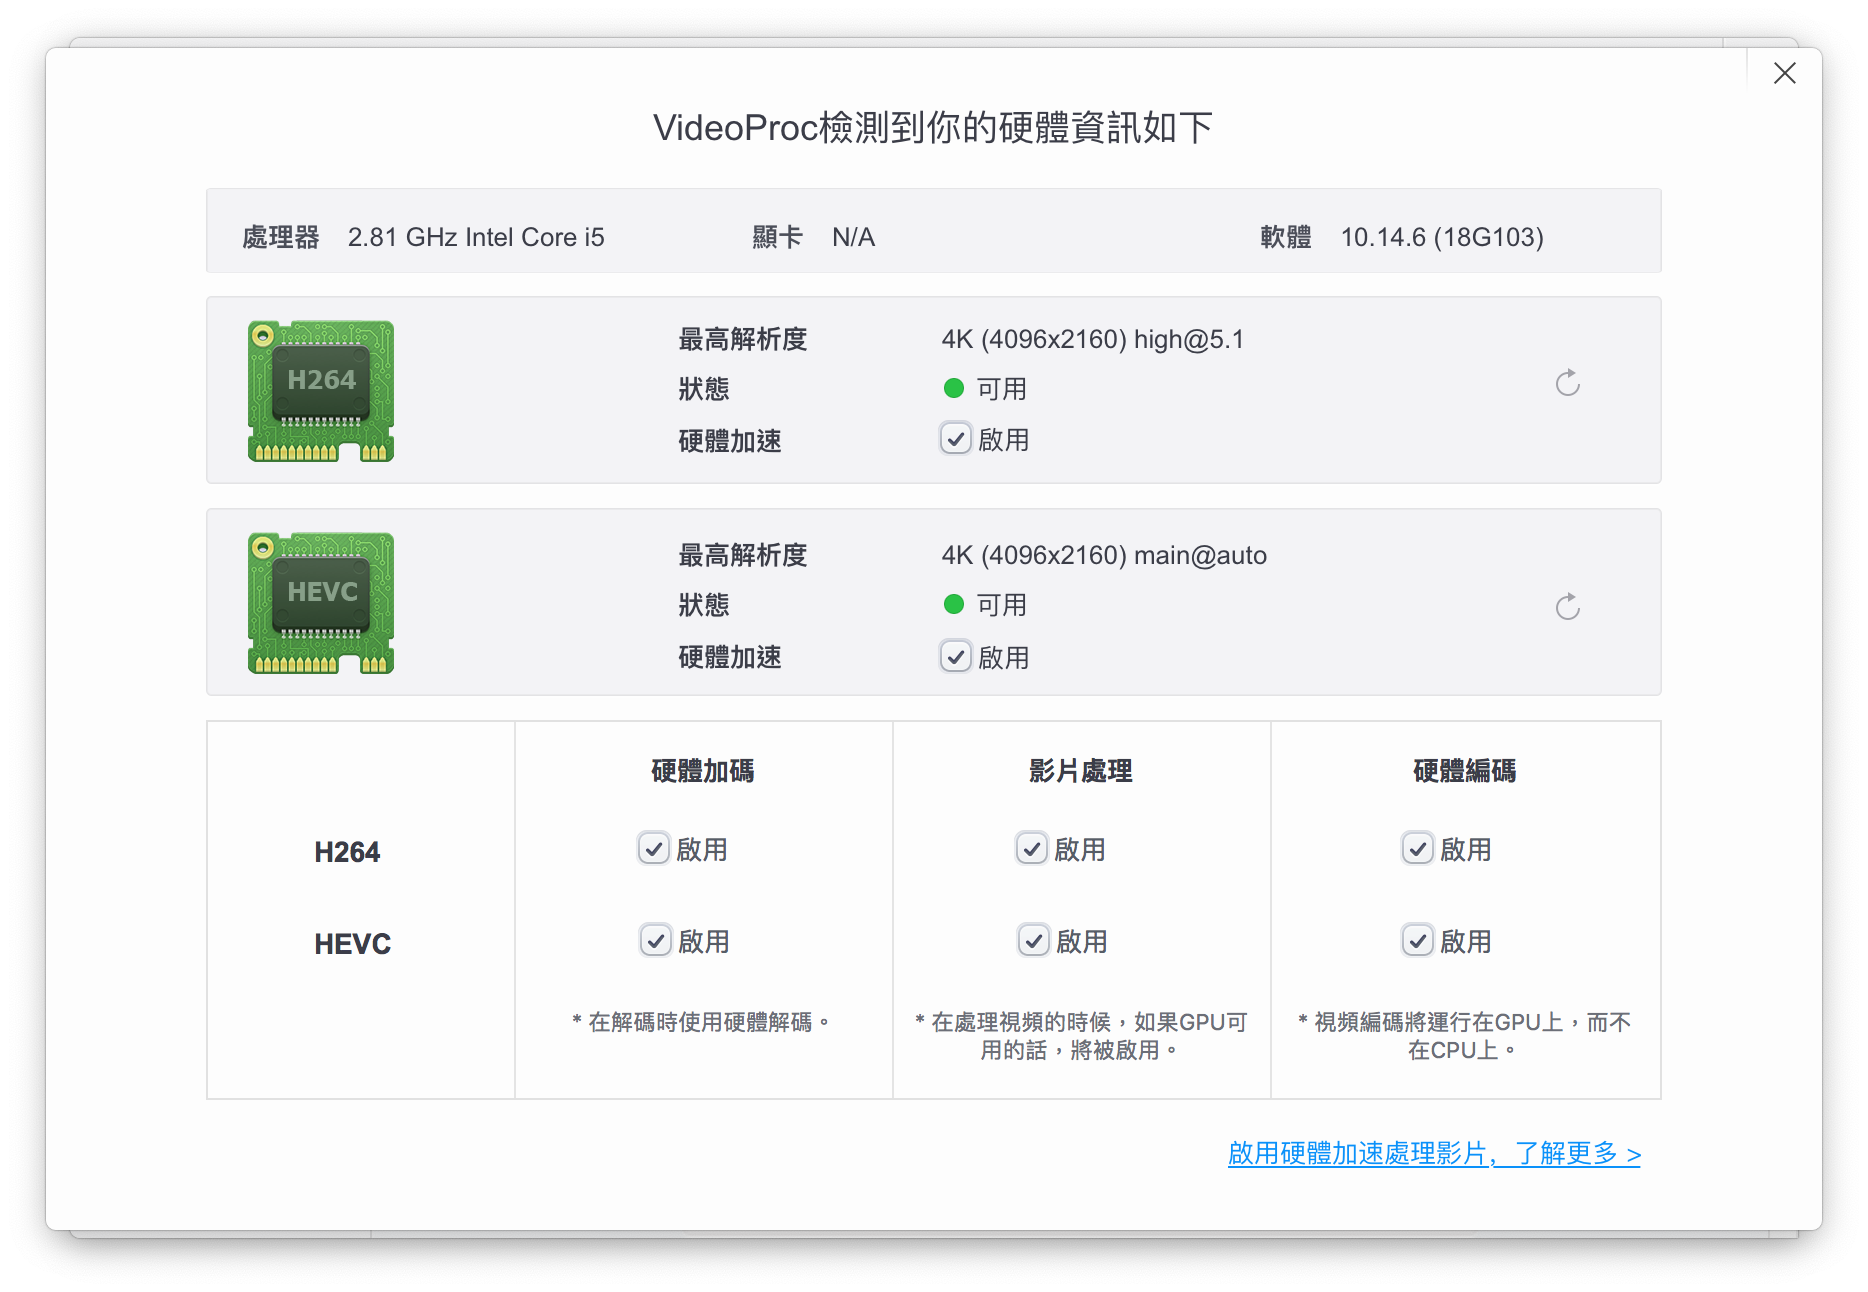 VideoProc檢測到你的硬體資訊如下
處理器 2.81 GHz Intel Core i5 顯卡 N/A 軟體 10.14.6 (18G103)
H264
最高解析度 4K (4096x2160) high@5.1
狀態 可用
硬體加速 啟用
HEVC
最高解析度 4K (4096x2160) main@auto
狀態 可用
硬體加速 啟用
硬體加碼 影片處理 硬體編碼
H264 啟用 啟用 啟用
HEVC 啟用 啟用 啟用
* 在解碼時使用硬體解碼。
* 在處理視頻的時候，如果GPU可
用的話，將被啟用。
* 視頻編碼將運行在GPU上，而不
在CPU上。
啟用硬體加速處理影片，了解更多 >